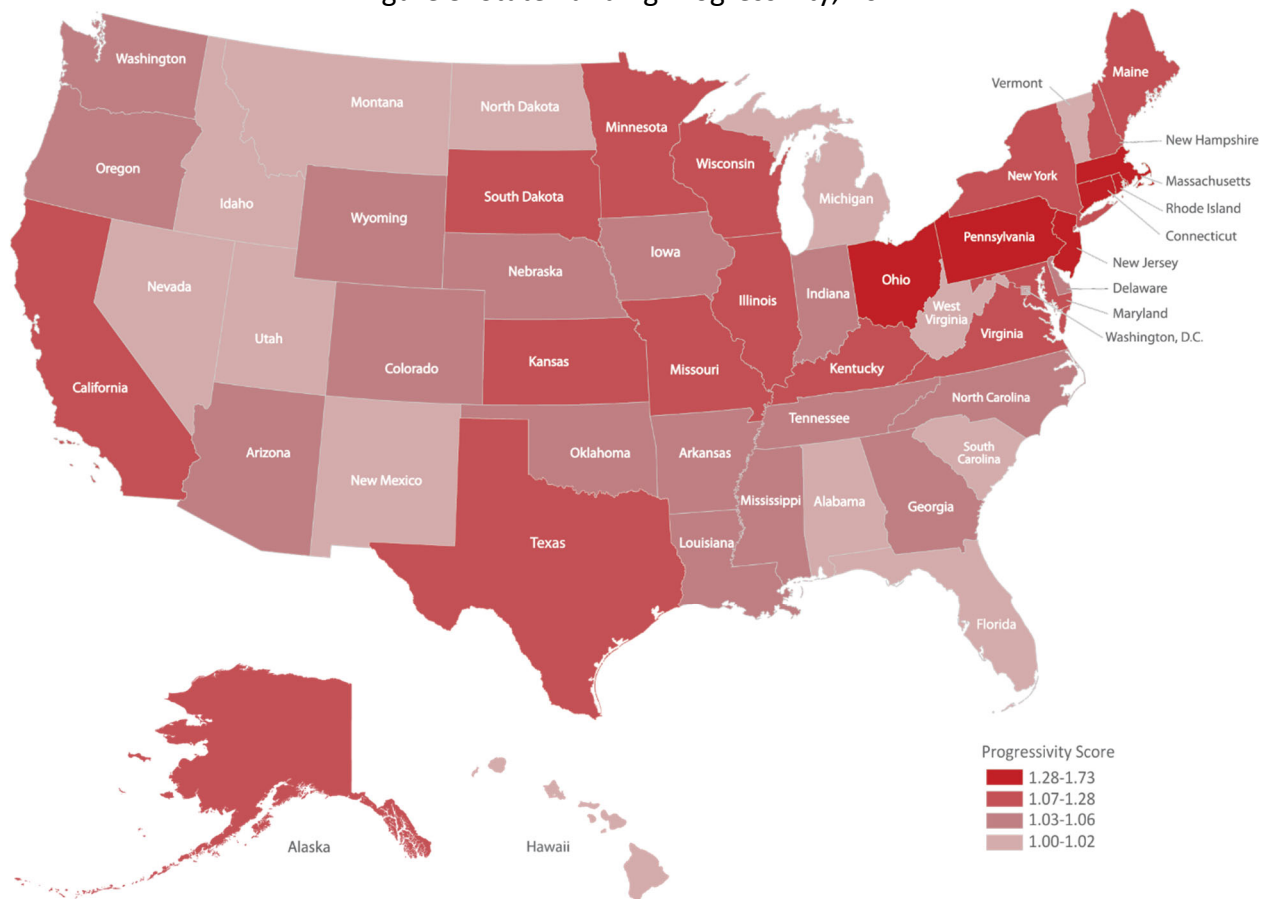 Washington
Montana
North Dakota
Minnesota
Vermont
Maine
Oregon
Idaho
Wyoming
South Dakota
Wisconsin
Michigan
New York
New Hampshire
Massachusetts
Rhode Island
Connecticut
Nevada
Utah
Nebraska
Iowa
Illinois
Indiana
Ohio
Pennsylvania
New Jersey
Delaware
Maryland
Washington, D.C.
West
Virginia
Virginia
California
Colorado
Kansas
Missouri
Kentucky
Arizona
New Mexico
Oklahoma
Arkansas
Tennessee
North Carolina
South
Carolina
Texas
Louisiana
Mississippi
Alabama
Georgia
Florida
Alaska
Hawaii
Progressivity Score
1.28-1.73
1.07-1.28
1.03-1.06
1.00-1.02